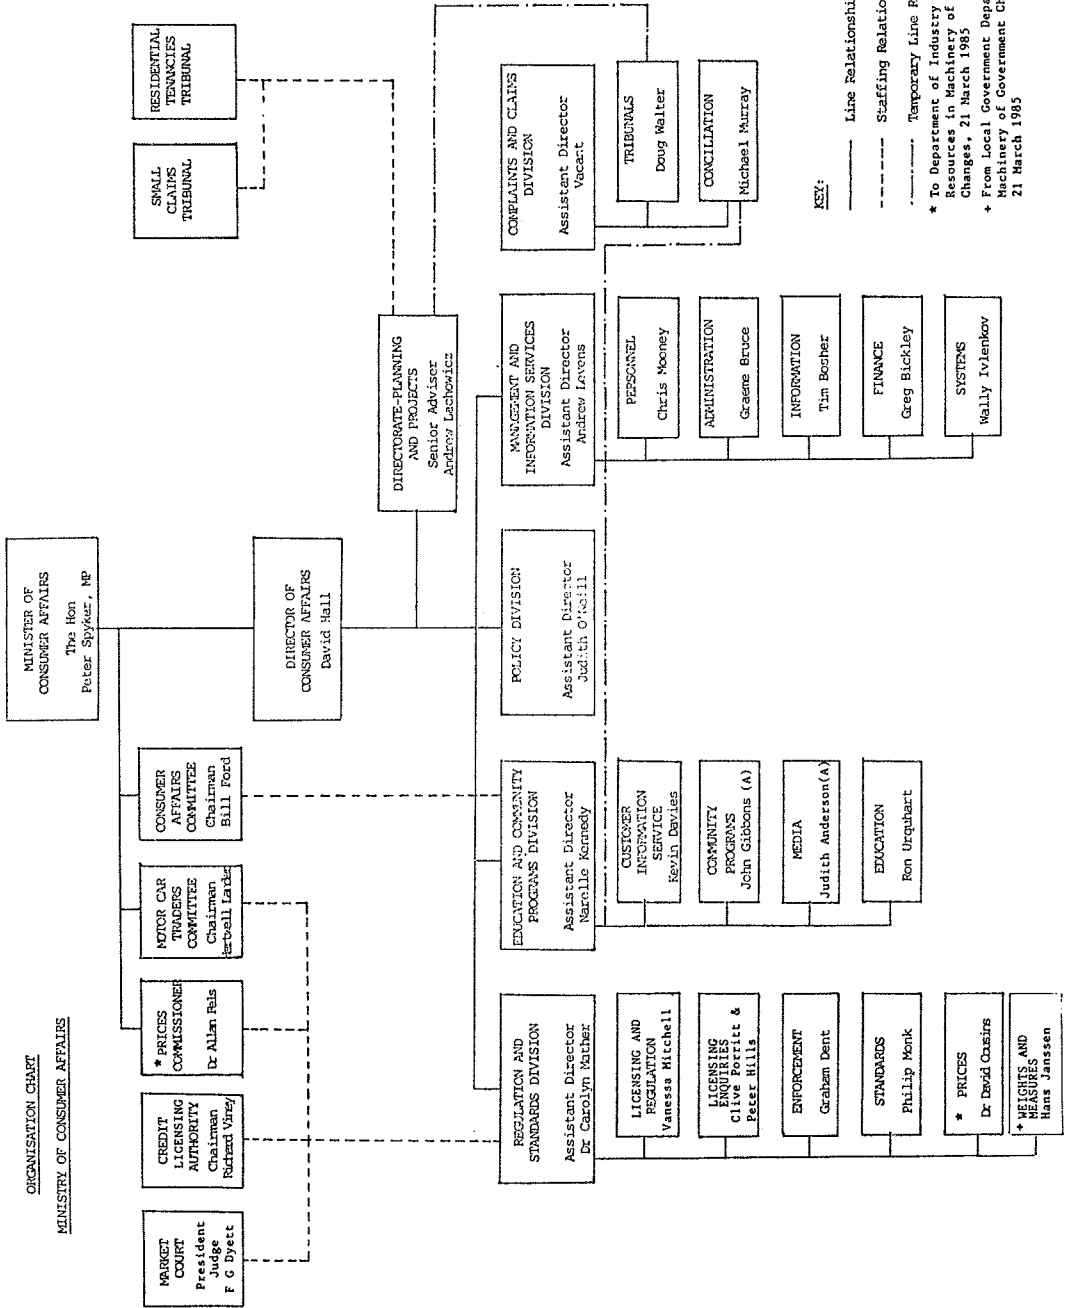 ORGANISATION CHART
MINISTRY OF CONSUMER AFFAIRS
MINISTER OF
CONSUMER AFFAIRS
The Hon
Peter Spyker, MP
MARKET
COURT
President
Judge
F G Dyett
CREDIT
LICENSING
AUTHORITY
Chairman
Richard Viney
* PRICES
COMMISSIONER
Dr Allan Fels
MOTOR CAR
TRADERS
COMMITTEE
Chairman
CONSUMER
AFFAIRS
COMMITTEE
Chairman
Bill Ford
SMALL
CLAIMS
TRIBUNAL
RESIDENTIAL
TENANCIES
TRIBUNAL
DIRECTOR OF
CONSUMER AFFAIRS
David Hall
DIRECTORATE-PLANNING
AND PROJECTS
Senior Adviser
Andrew Lachowicz
REGULATION AND
STANDARDS DIVISION
Assistant Director
Dr Carolyn Mather
LICENSING AND
REGULATION
Vanessa Mitchell
LICENSING
ENQUIRIES
Clive Porritt &
Peter Hills
ENFORCEMENT
Graham Dent
STANDARDS
Philip Monk
* PRICES
Dr David Cousins
+ WEIGHTS AND
MEASURES
Hans Janssen
EDUCATION AND COMMUNITY
PROGRAMS DIVISION
Assistant Director
Narelle Kennedy
CUSTOMER
INFORMATION
SERVICE
Kevin Davies
COMMUNITY
PROGRAMS
John Gibbons (A)
MEDIA
Judith Anderson(A)
EDUCATION
Ron Urquhart
POLICY DIVISION
Assistant Director
Judith O'Neill
MANAGEMENT AND
INFORMATION SERVICES
DIVISION
Assistant Director
Andrew Levens
PEPSONNEL
Chris Mooney
ADMINISTRATION
Graeme Bruce
INFORMATION
Tim Bosher
FINANCE
Greg Bickley
SYSTEMS
Wally Ivlenkov
COMPLAINTS AND CLAIMS
DIVISION
Assistant Director
Vacant
TRIBUNALS
Doug Walter
CONCILIATION
Michael Murray
KEY:
Line Relationshi
Staffing Relatio
Temporary Line R
* To Department of Industry
Resources in Machinery of
Changes, 21 March 1985
+ From Local Government Depa
Machinery of Government Ch
21 March 1985